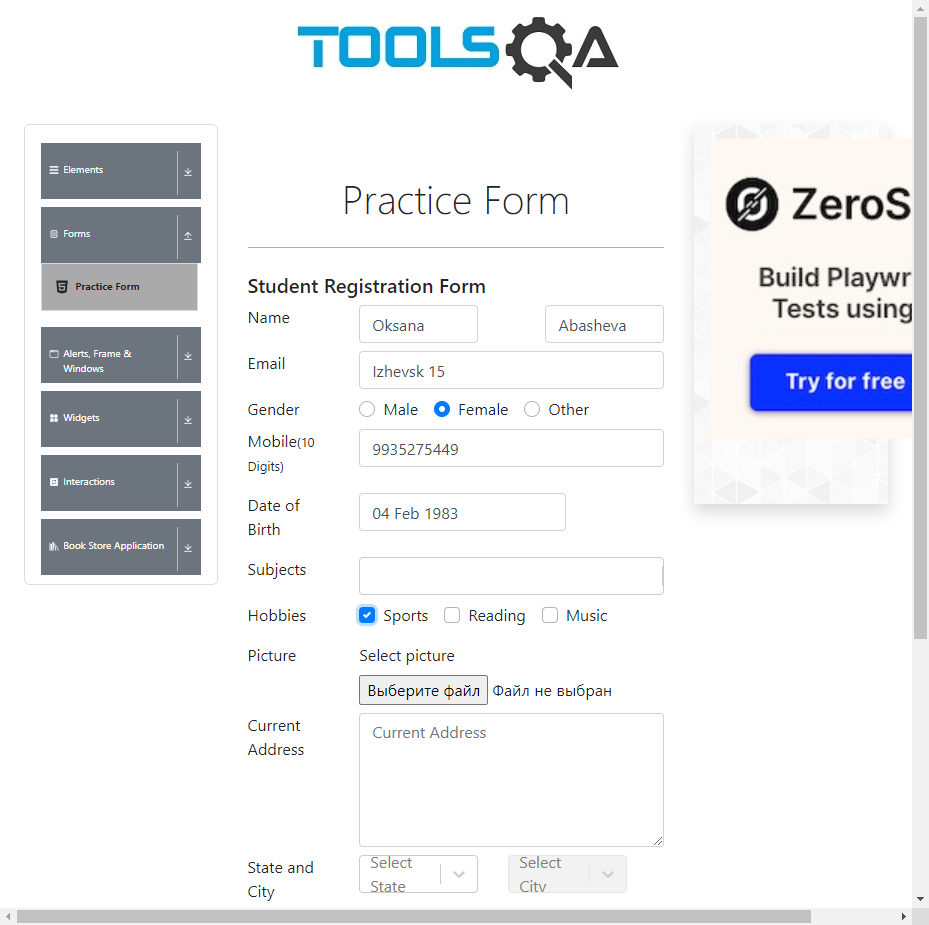 TOOLSQA
Elements
Forms
Practice Form
Alerts, Frame &
Windows
Widgets
Interactions
Book Store Application
Practice Form
Student Registration Form
Name
Oksana
Abasheva
Email
Izhevsk 15
Gender
Male
Female
Other
Mobile(10
Digits)
9935275449
Date of
Birth
04 Feb 1983
Subjects
Hobbies
Sports
Reading
Music
Picture
Select picture
Выберите файл
Файл не выбран
Current
Address
Current Address
State and
City
Select
State
Select
City
ZeroS
Build Playwr
Tests using
Try for free